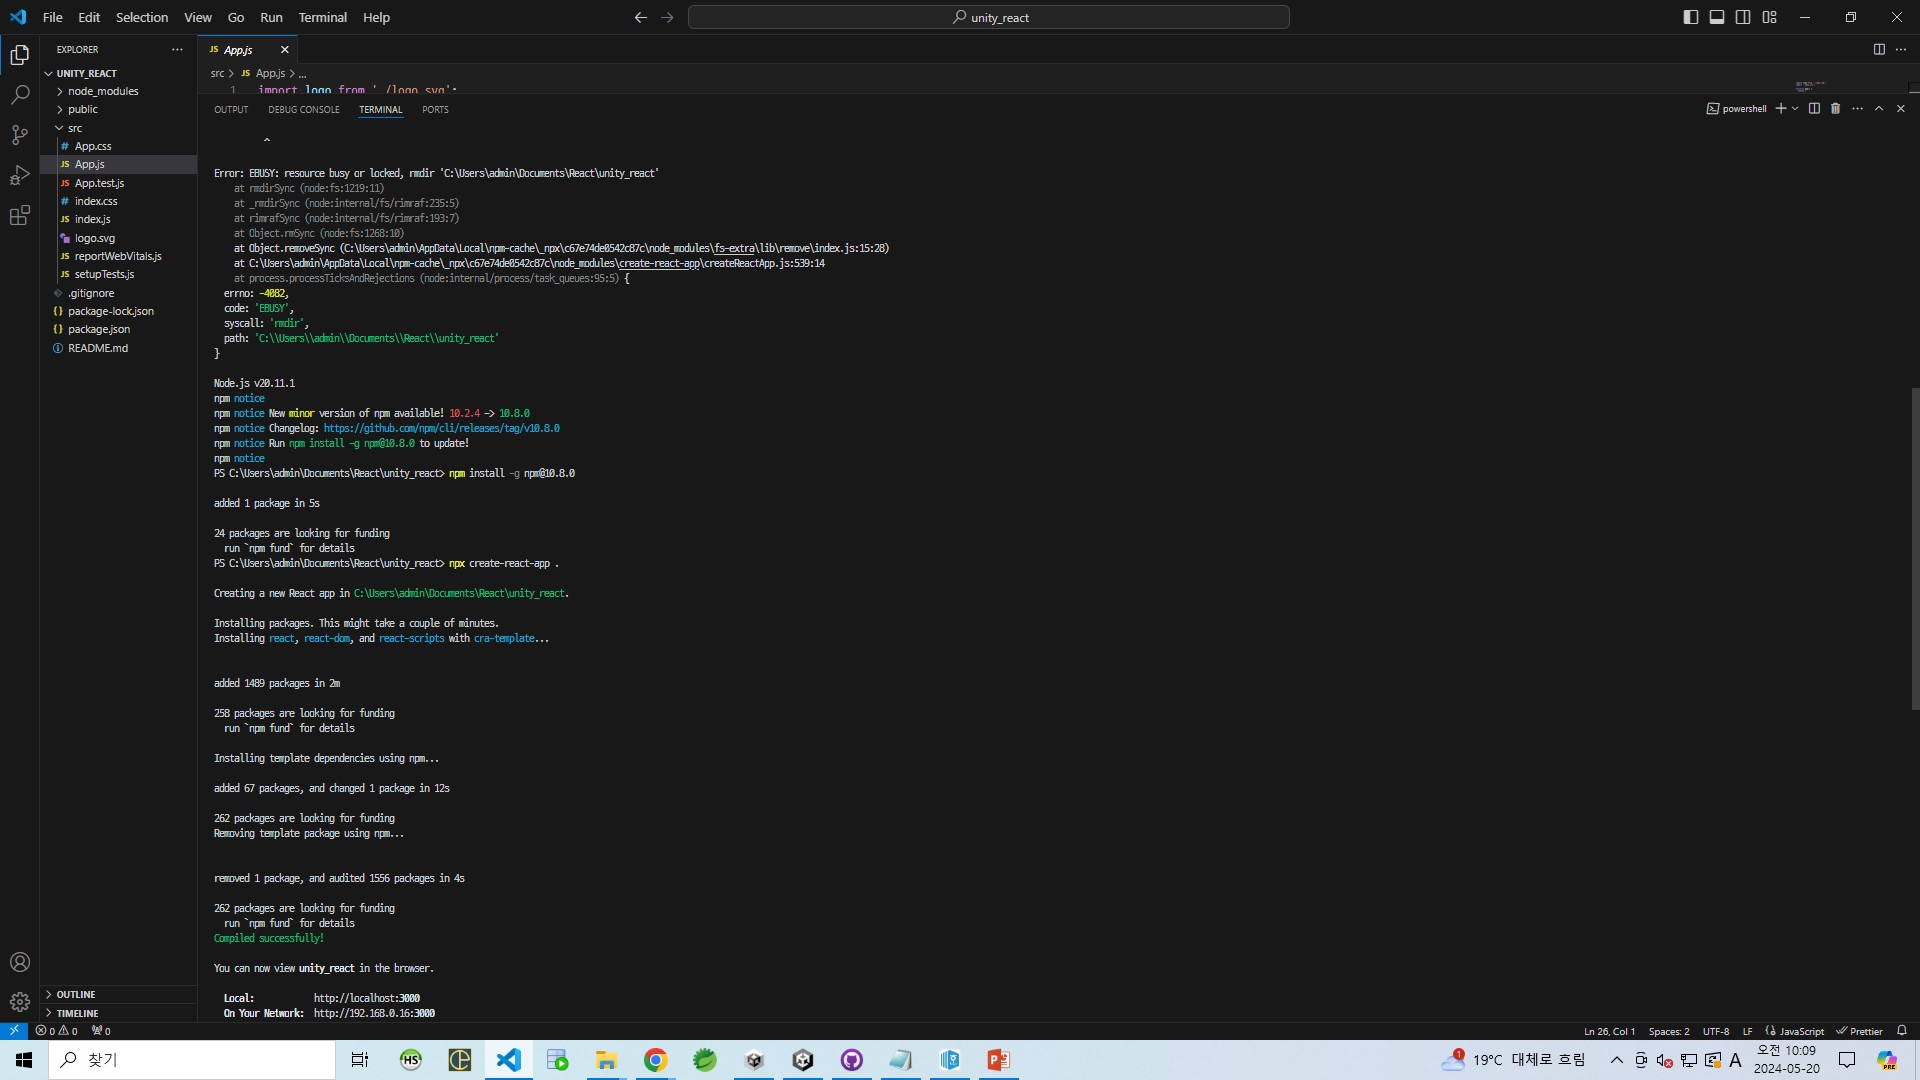 File Edit Selection View Go Run Terminal Help
unity_react
EXPLORER
App.js
UNITY_REACT
node_modules
public
src
App.css
App.js
App.test.js
index.css
index.js
logo.svg
reportWebVitals.js
setupTests.js
.gitignore
package-lock.json
package.json
README.md
OUTLINE
TIMELINE
src > App.js > ...
1 import logo from './logo.svg';
OUTPUT DEBUG CONSOLE TERMINAL PORTS
powershell
^
Error: EBUSY: resource busy or locked, rmdir 'C:\Users\admin\Documents\React\unity_react'
at rmdirSync (node:fs:1219:11)
at _rmdirSync (node:internal/fs/rimraf:235:5)
at rimrafSync (node:internal/fs/rimraf:193:7)
at Object.rmSync (node:fs:1268:10)
at Object.removeSync (C:\Users\admin\AppData\Local\npm-cache\_npx\c67e74de0542c87c\node_modules\fs-extra\lib\remove\index.js:15:28)
at C:\Users\admin\AppData\Local\npm-cache\_npx\c67e74de0542c87c\node_modules\create-react-app\createReactApp.js:539:14
at process.processTicksAndRejections (node:internal/process/task_queues:95:5) {
errno: -4082,
code: 'EBUSY',
syscall: 'rmdir',
path: 'C:\\Users\\admin\\Documents\\React\\unity_react'
}
Node.js v20.11.1
npm notice
npm notice New minor version of npm available! 10.2.4 -> 10.8.0
npm notice Changelog: https://github.com/npm/cli/releases/tag/v10.8.0
npm notice Run npm install -g npm@10.8.0 to update!
npm notice
PS C:\Users\admin\Documents\React\unity_react> npm install -g npm@10.8.0
added 1 package in 5s
24 packages are looking for funding
run `npm fund` for details
PS C:\Users\admin\Documents\React\unity_react> npx create-react-app .
Creating a new React app in C:\Users\admin\Documents\React\unity_react.
Installing packages. This might take a couple of minutes.
Installing react, react-dom, and react-scripts with cra-template...
added 1489 packages in 2m
258 packages are looking for funding
run `npm fund` for details
Installing template dependencies using npm...
added 67 packages, and changed 1 package in 12s
262 packages are looking for funding
Removing template package using npm...
removed 1 package, and audited 1556 packages in 4s
262 packages are looking for funding
run `npm fund` for details
Compiled successfully!
You can now view unity_react in the browser.
Local: http://localhost:3000
On Your Network: http://192.168.0.16:3000
0 0 0
Ln 26, Col 1 Spaces: 2 UTF-8 LF JavaScript Prettier
찾기
HS
1 19°C 대체로 흐림
A
오전 10:09
2024-05-20
PRE